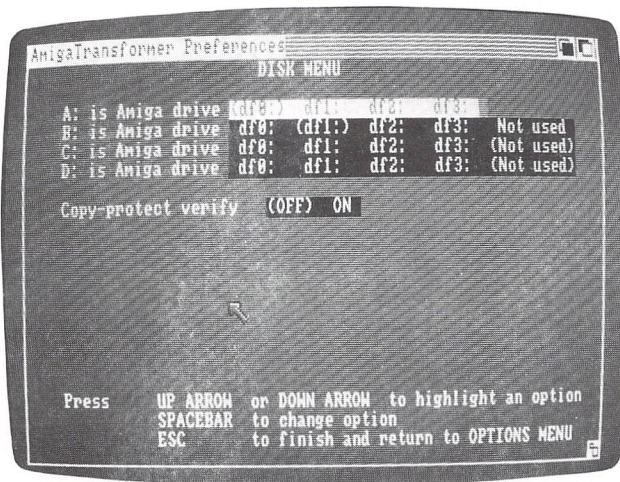 AmigaTransformer Preferences
DISK MENU
A: is Amiga drive (df0:) df1: df2: df3:
B: is Amiga drive df0: (df1:) df2: df3: Not used
C: is Amiga drive df0: df1: df2: df3: (Not used)
D: is Amiga drive df0: df1: df2: df3: (Not used)
Copy-protect verify (OFF) ON
Press UP ARROW or DOWN ARROW to highlight an option
SPACEBAR to change option
ESC to finish and return to OPTIONS MENU